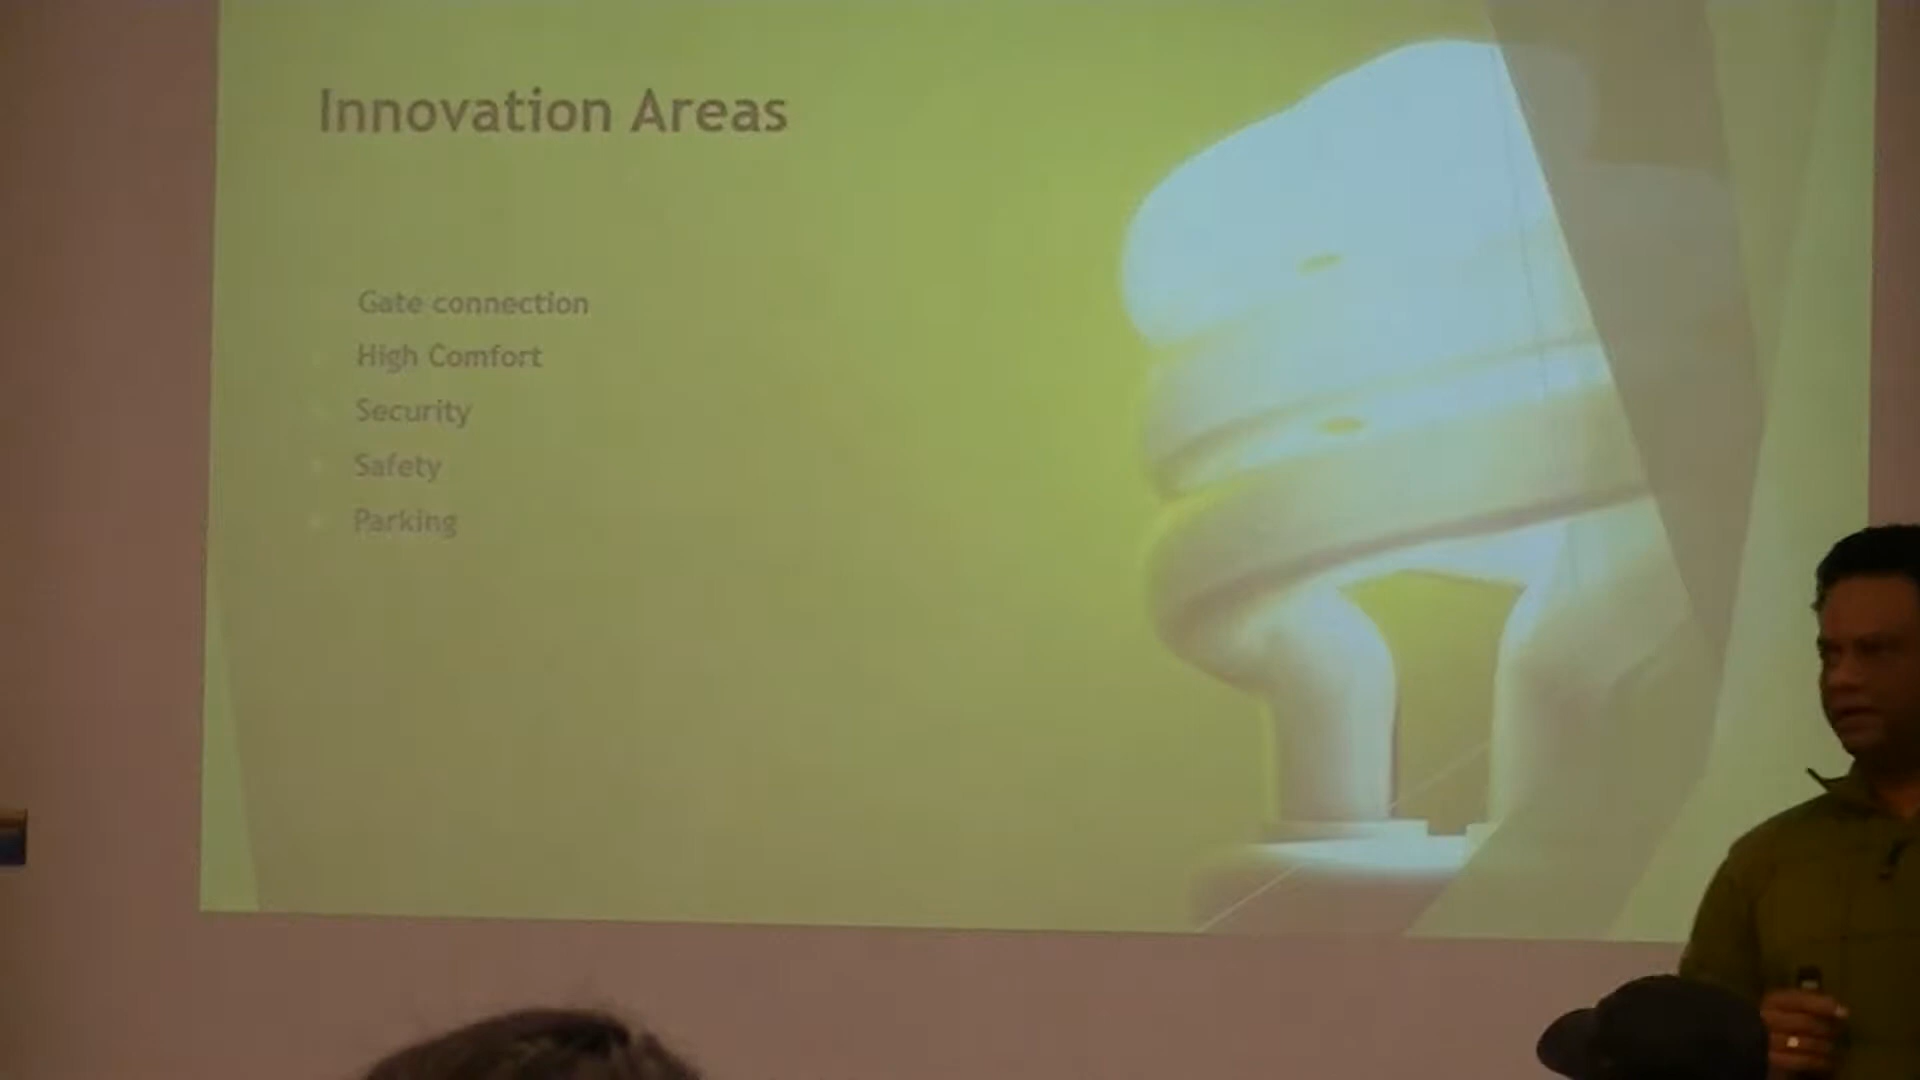 Innovation Areas
Gate connection
High Comfort
Security
Safety
Parking